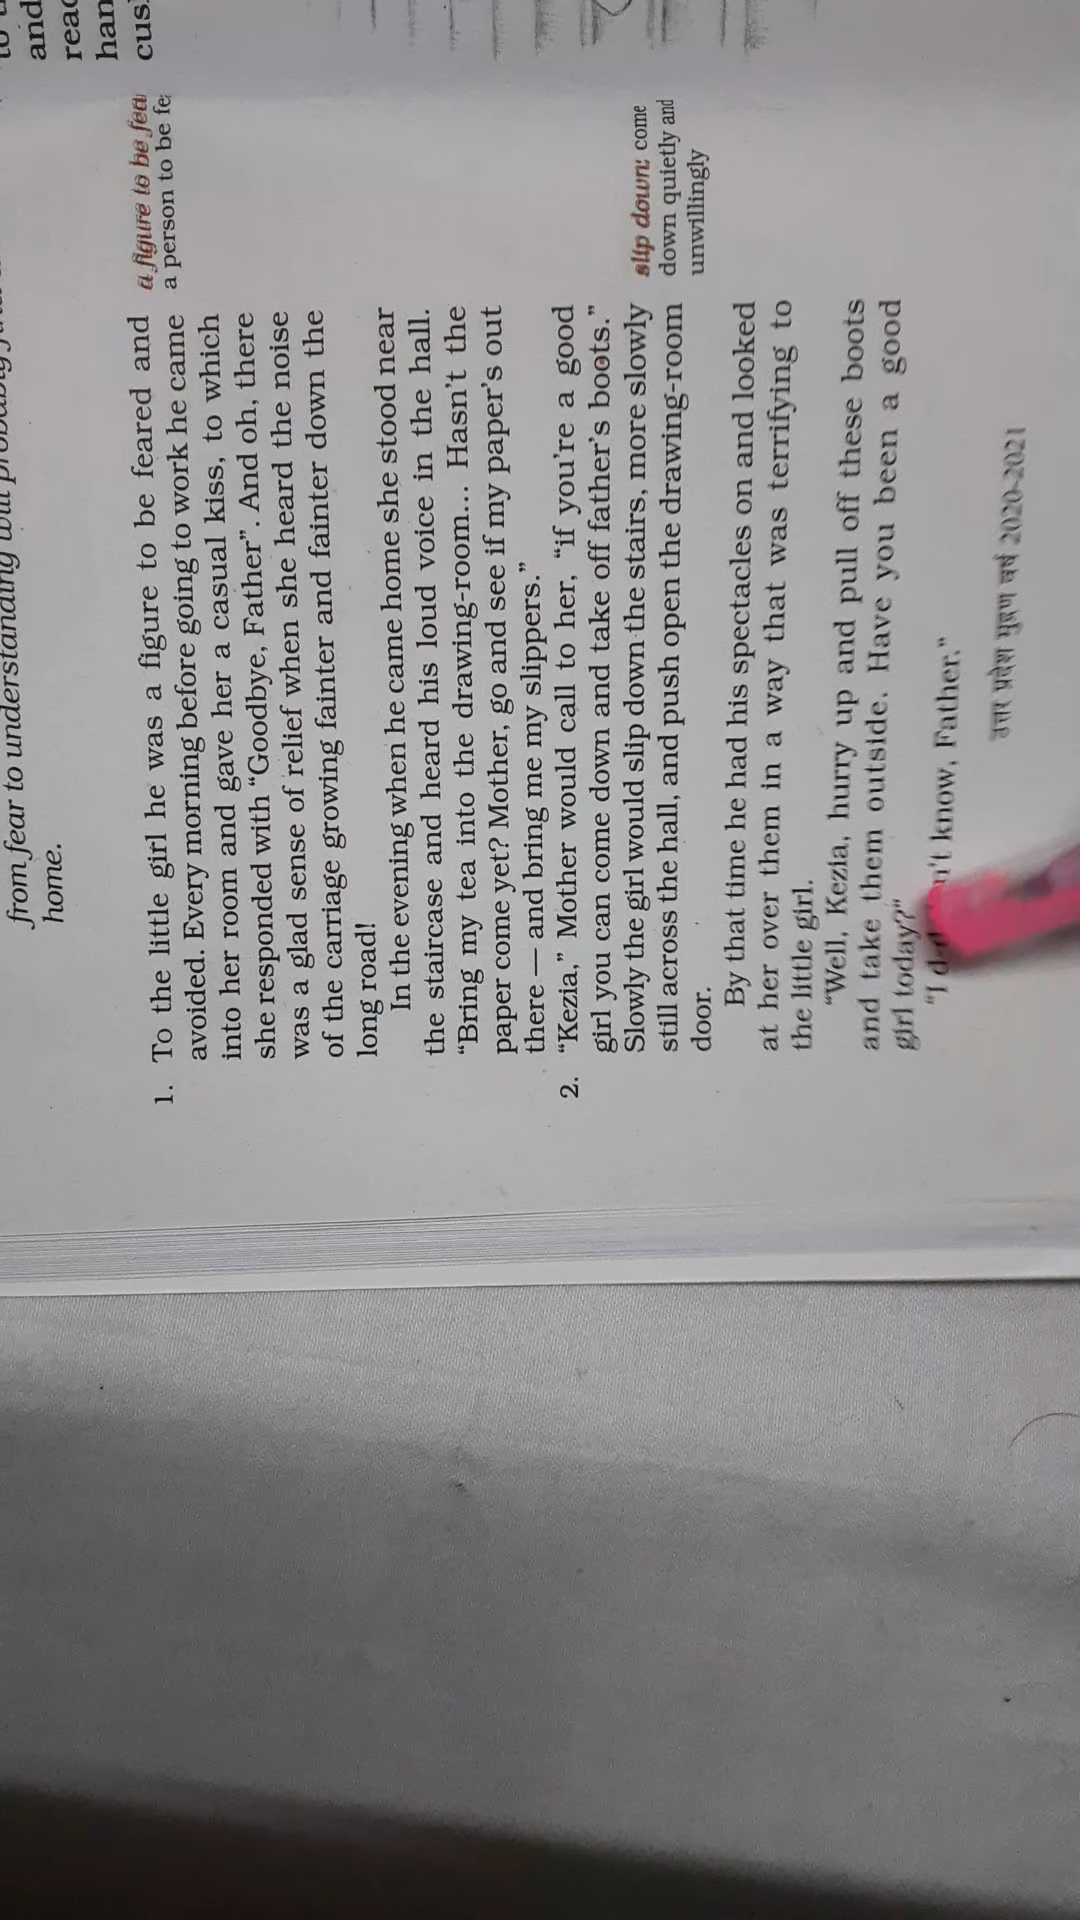 and
reac
han
cus
from fear to understanding will probably
home.
1. To the little girl he was a figure to be feared and
avoided. Every morning before going to work he came
into her room and gave her a casual kiss, to which
she responded with “Goodbye, Father”. And oh, there
was a glad sense of relief when she heard the noise
of the carriage growing fainter and fainter down the
long road!
In the evening when he came home she stood near
the staircase and heard his loud voice in the hall.
“Bring my tea into the drawing-room... Hasn’t the
paper come yet? Mother, go and see if my paper’s out
there — and bring me my slippers.”
2. “Kezia,” Mother would call to her, “if you’re a good
girl you can come down and take off father’s boots.”
Slowly the girl would slip down the stairs, more slowly
still across the hall, and push open the drawing-room
door.
By that time he had his spectacles on and looked
at her over them in a way that was terrifying to
the little girl.
“Well, Kezia, hurry up and pull off these boots
and take them outside. Have you been a good
girl today?”
“I d-d n’t know, Father.”
a figure to be fea
a person to be fe
slip down: come
down quietly and
unwillingly
उत्तर प्रदेश मुद्रण वर्ष 2020-2021